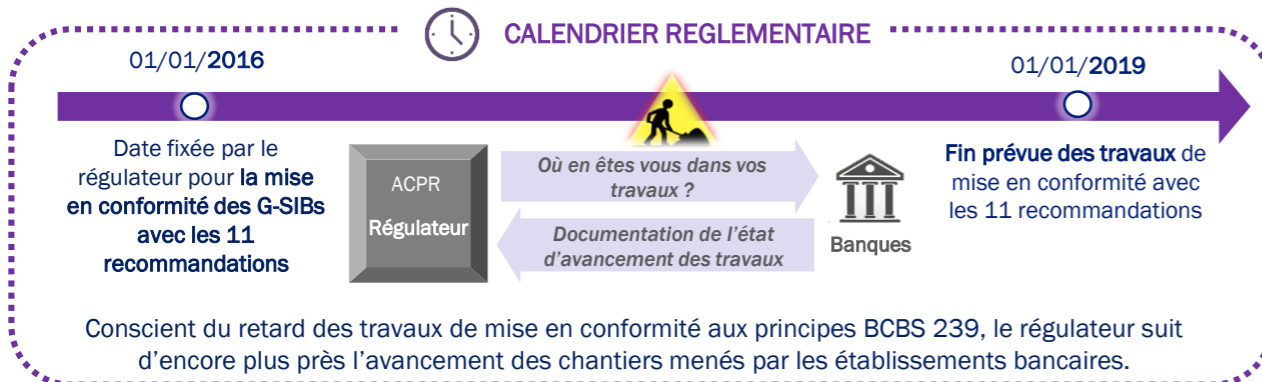 CALENDRIER REGLEMENTAIRE
01/01/2016
01/01/2019
Date fixée par le
régulateur pour la mise
en conformité des G-SIBs
avec les 11
recommandations
ACPR
Régulateur
Où en êtes vous dans vos
travaux ?
Documentation de l'état
d'avancement des travaux
Banques
Fin prévue des travaux de
mise en conformité avec
les 11 recommandations
Conscient du retard des travaux de mise en conformité aux principes BCBS 239, le régulateur suit
d'encore plus près l'avancement des chantiers menés par les établissements bancaires.